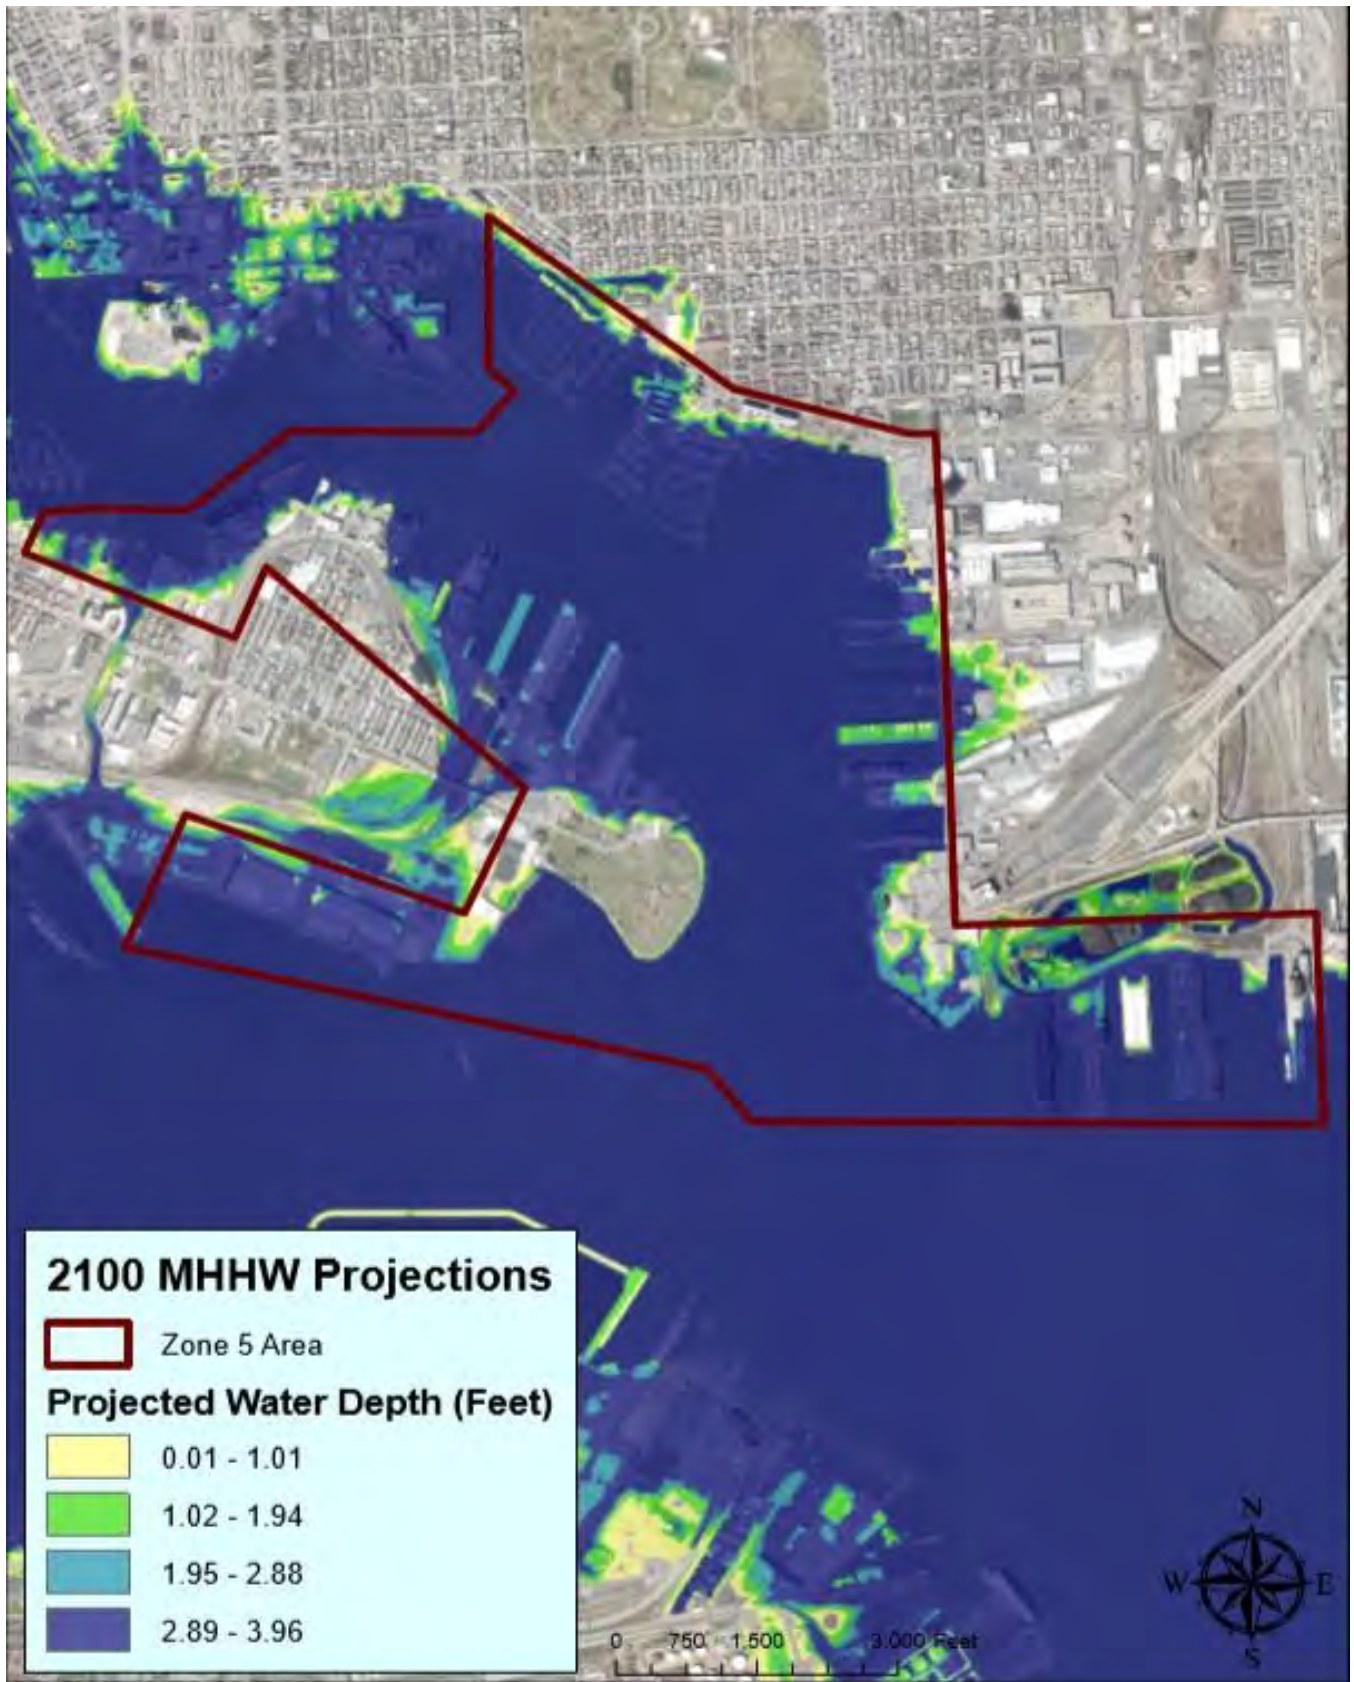 2100 MHHW Projections
Zone 5 Area
Projected Water Depth (Feet)
0.01 - 1.01
1.02 - 1.94
1.95 - 2.88
2.89 - 3.96
0 750 1,500 3,000 Feet
N
W E
S